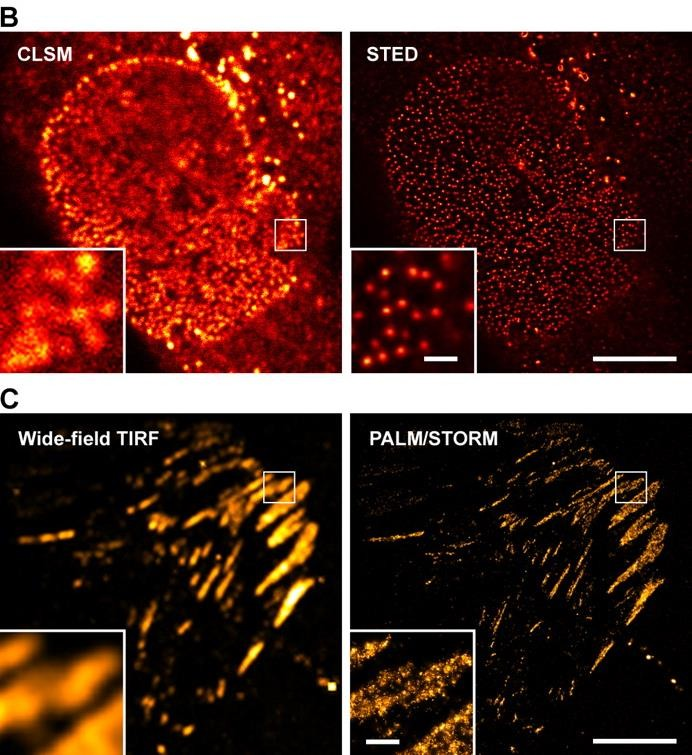 B
CLSM
STED
C
Wide-field TIRF
PALM/STORM